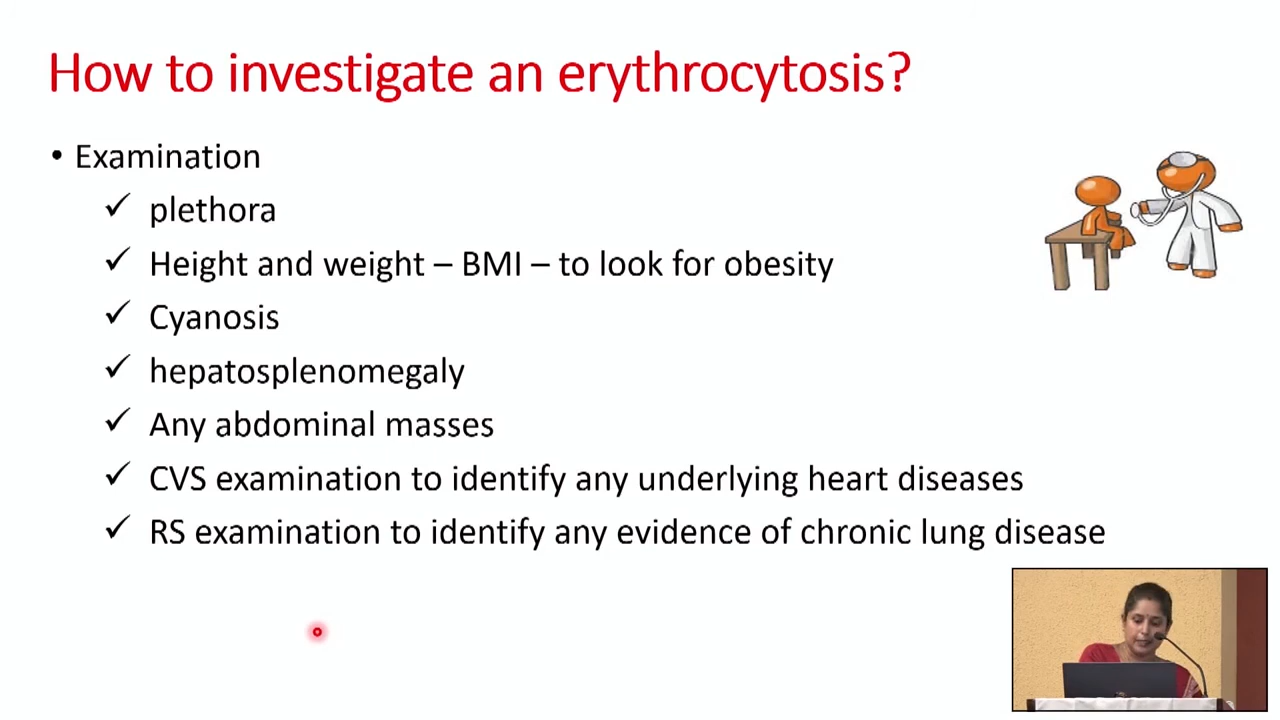 How to investigate an erythrocytosis?
• Examination
✓ plethora
✓ Height and weight – BMI – to look for obesity
✓ Cyanosis
✓ hepatosplenomegaly
✓ Any abdominal masses
✓ CVS examination to identify any underlying heart diseases
✓ RS examination to identify any evidence of chronic lung disease